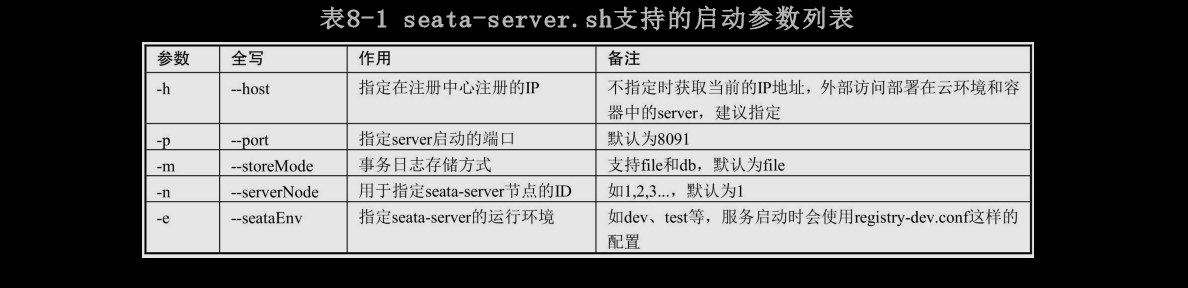 表8-1 seata-server.sh支持的启动参数列表
参数 全写 作用 备注
-h --host 指定在注册中心注册的IP 不指定时获取当前的IP地址，外部访问部署在云环境和容
器中的server，建议指定
-p --port 指定server启动的端口 默认为8091
-m --storeMode 事务日志存储方式 支持file和db，默认为file
-n --serverNode 用于指定seata-server节点的ID 如1,2,3...，默认为1
-e --seataEnv 指定seata-server的运行环境 如dev、test等，服务启动时会使用registry-dev.conf这样的
配置